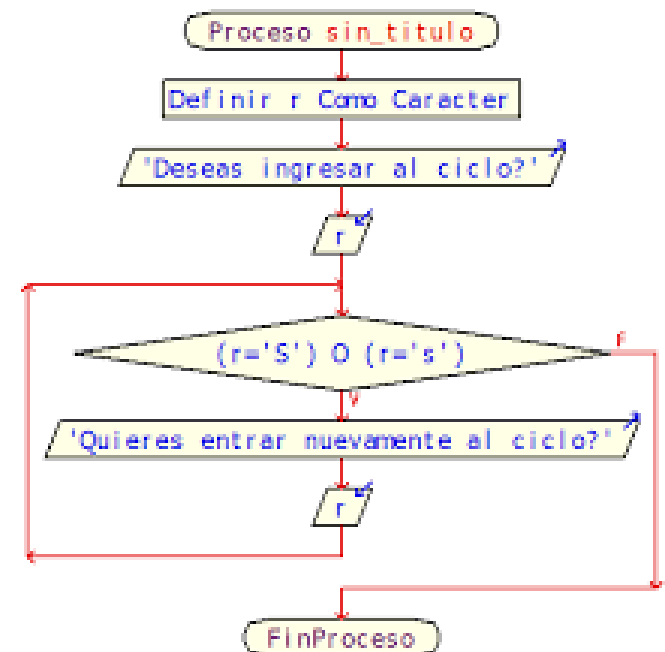 Proceso sin_titulo
Definir r Como Caracter
'Deseas ingresar al ciclo?'
r
(r='S') O (r='s')
F
V
'Quieres entrar nuevamente al ciclo?'
r
FinProceso